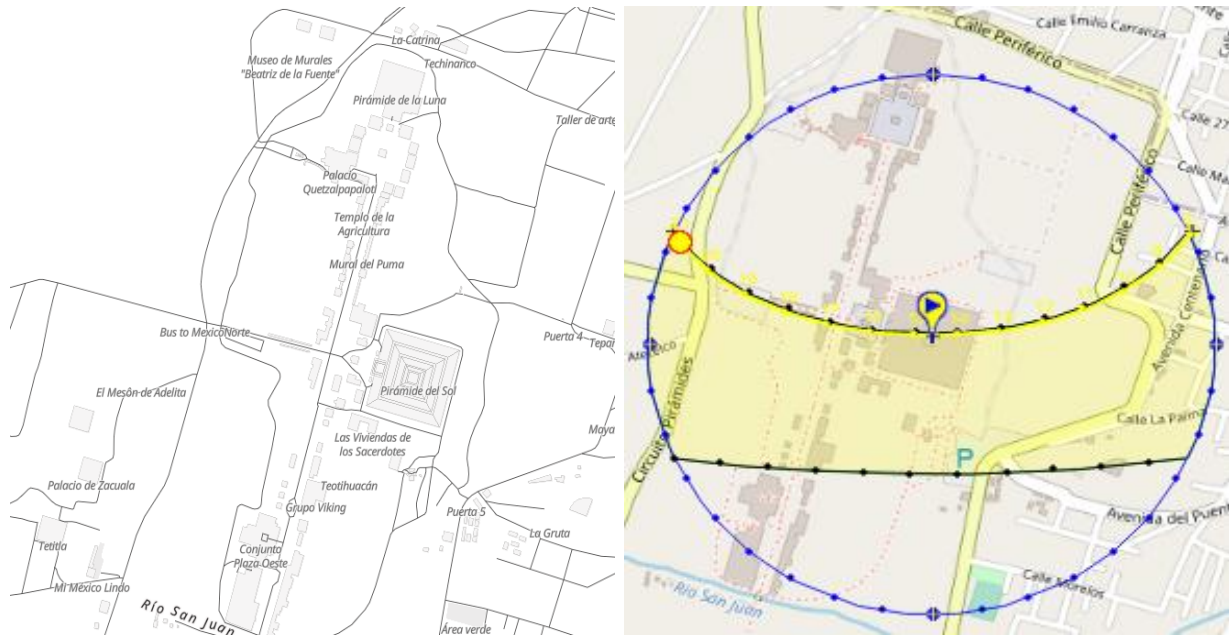 La Catrina
Museo de Murales
"Beatriz de la Fuente"
Techinanco
Pirámide de la Luna
Taller de arte
Palacio
Quetzalpapalotl
Templo de la
Agricultura
Mural del Puma
Bus to MexicoNorte
Puerta 4
El Mesón de Adelita
Pirámide del Sol
Las Viviendas de
los Sacerdotes
Palacio de Zacuala
Teotihuacán
Grupo Viking
Puerta 5
La Gruta
Tetitla
Conjunto
Plaza Oeste
Mi México Lindo
Río San Juan
Área verde
Calle Emilio Carranza
Calle Periférico
Calle 27
Calle Periférico
Avenida Centenario
Atetelco
Circuito Pirámides
Calle La Palma
P
Avenida del Puent
Calle Morelos
Río San Juan